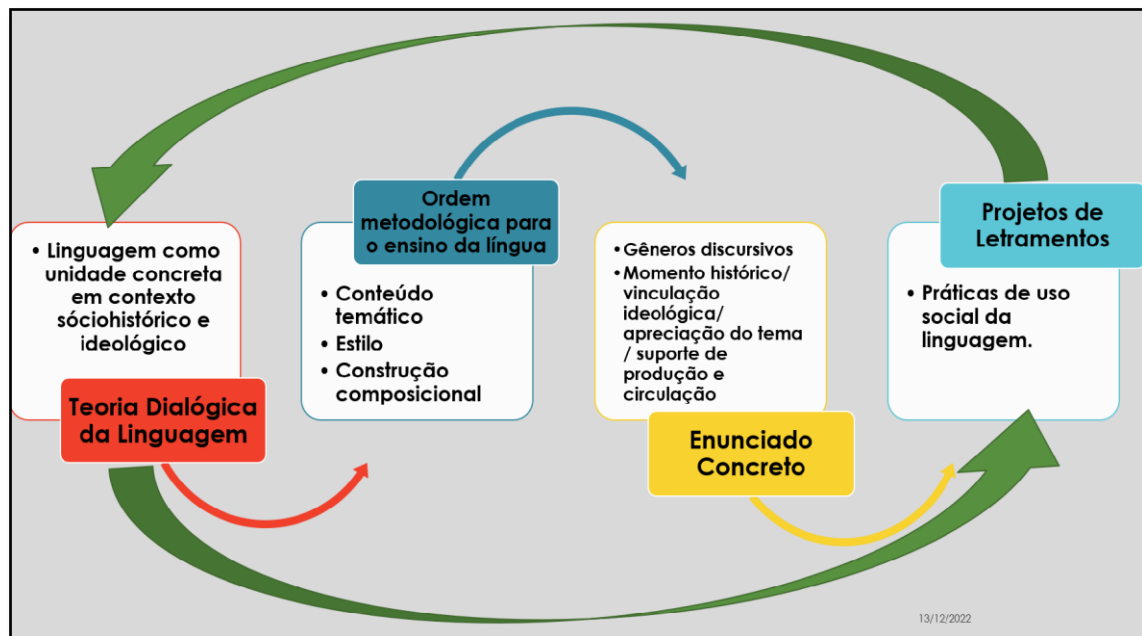 • Linguagem como
unidade concreta
em contexto
sóciohistórico e
ideológico
Teoria Dialógica
da Linguagem
Ordem
metodológica para
o ensino da língua
• Conteúdo
temático
• Estilo
• Construção
composicional
• Gêneros discursivos
• Momento histórico/
vinculação
ideológica/
apreciação do tema
/ suporte de
produção e
circulação
Enunciado
Concreto
Projetos de
Letramentos
• Práticas de uso
social da
linguagem.
13/12/2022